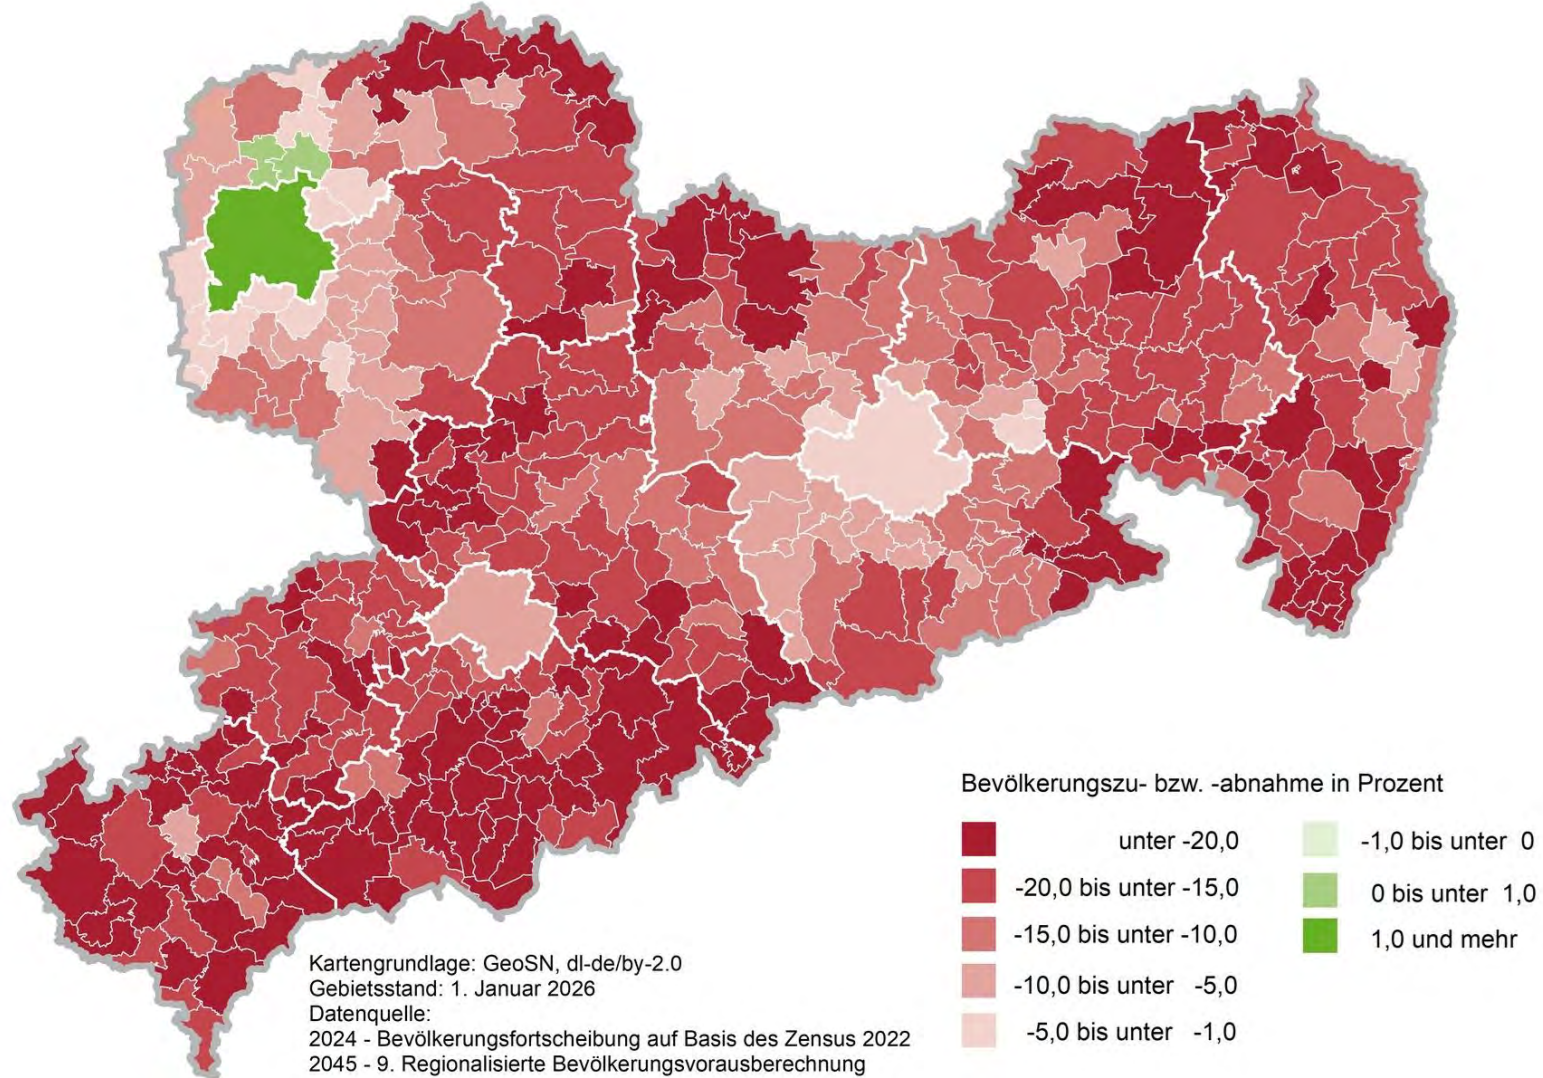 Bevölkerungszu- bzw. -abnahme in Prozent
unter -20,0
-20,0 bis unter -15,0
-15,0 bis unter -10,0
-10,0 bis unter -5,0
-5,0 bis unter -1,0
-1,0 bis unter 0
0 bis unter 1,0
1,0 und mehr
Kartengrundlage: GeoSN, dl-de/by-2.0
Gebietsstand: 1. Januar 2026
Datenquelle:
2024 - Bevölkerungsfortscheibung auf Basis des Zensus 2022
2045 - 9. Regionalisierte Bevölkerungsvorausberechnung